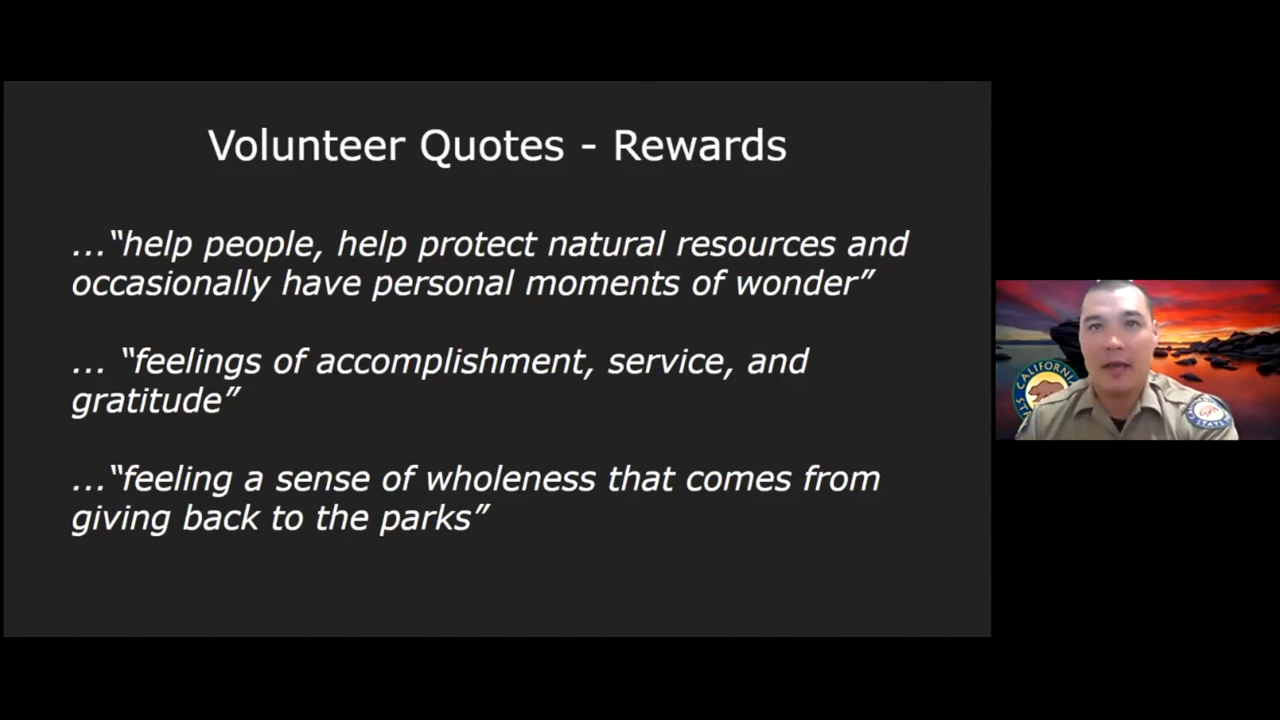 Volunteer Quotes - Rewards
...“help people, help protect natural resources and
occasionally have personal moments of wonder”
... “feelings of accomplishment, service, and
gratitude”
...“feeling a sense of wholeness that comes from
giving back to the parks”
CALIFORNIA